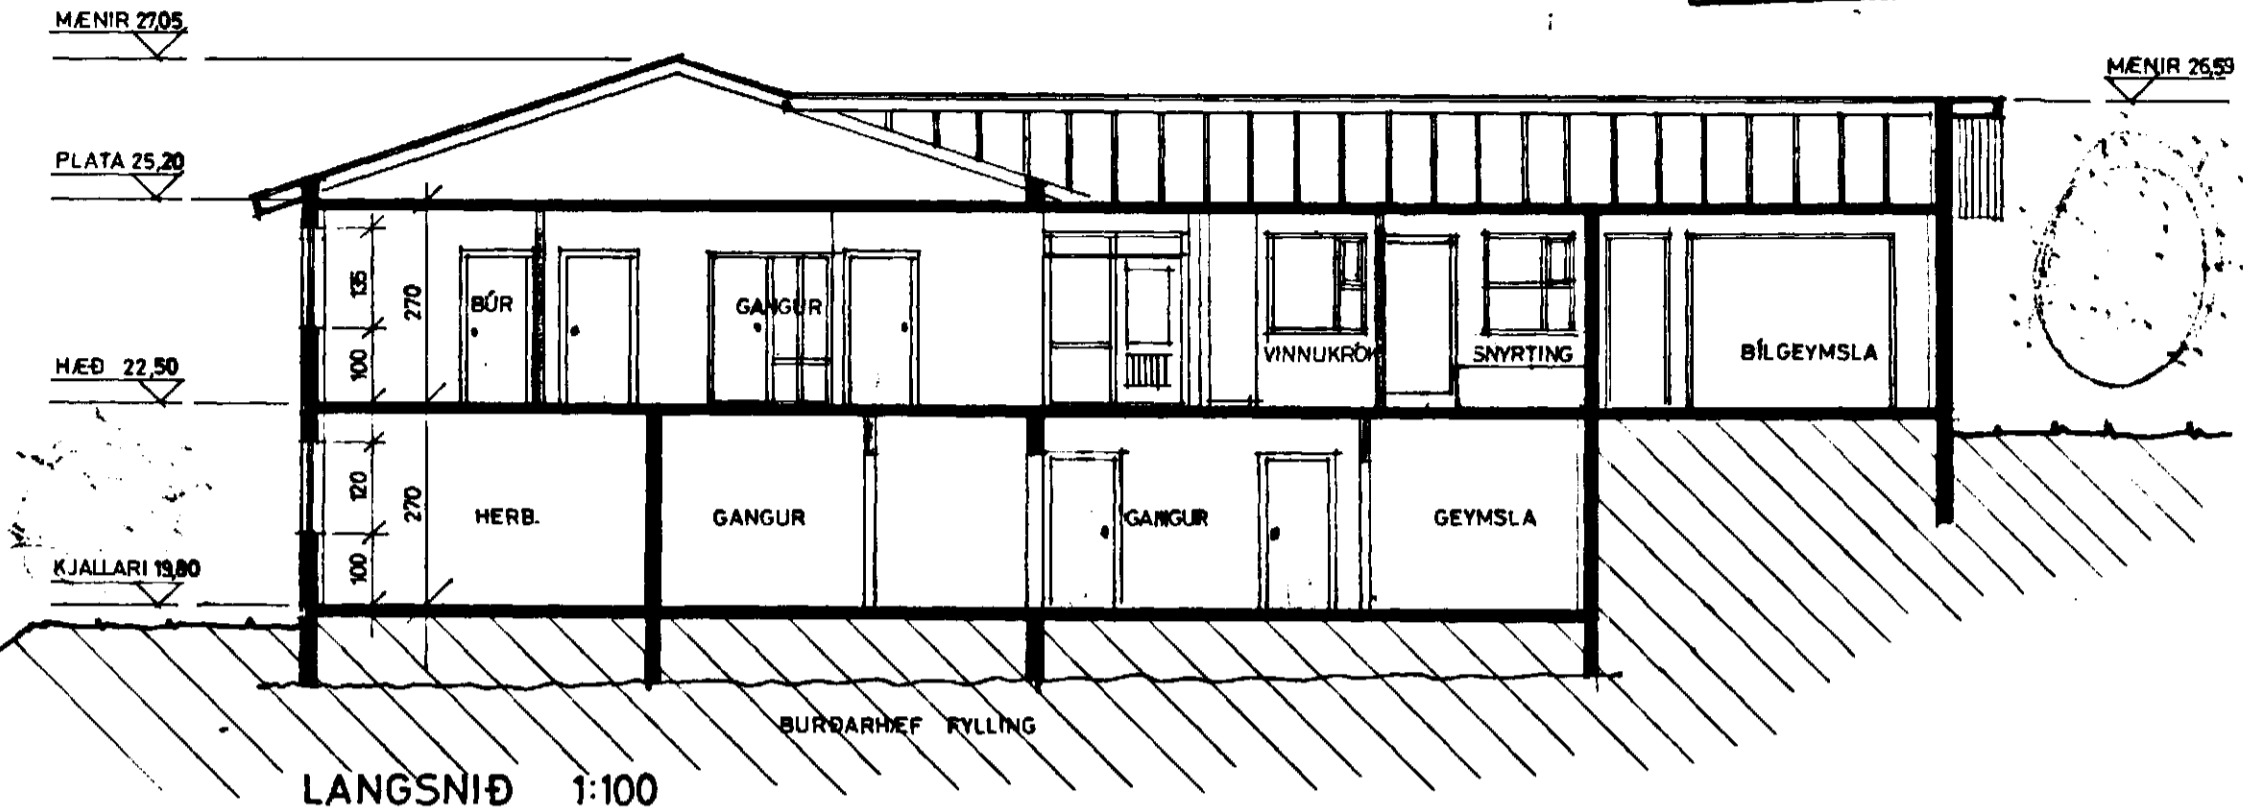 MÆNIR 27,05
MÆNIR 26,59
PLATA 25,20
135
270
BÚR
GANGUR
100
VINNUKRÓK
SNYRTING
BÍLGEYMSLA
HÆÐ 22,50
120
270
HERB.
GANGUR
GANGUR
GEYMSLA
100
KJALLARI 19,80
BURÐARHÆF FYLLING
LANGSNIÐ 1:100